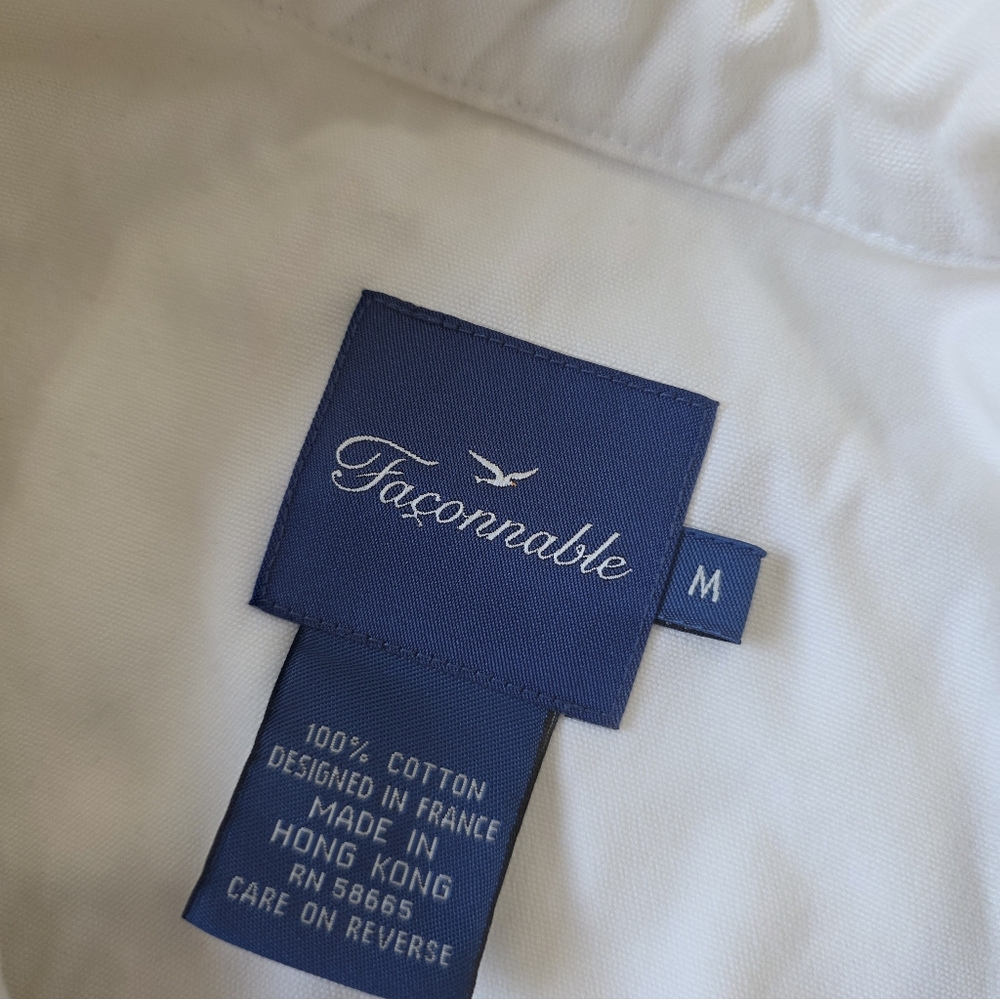 Façonnable
M
100% COTTON
DESIGNED IN FRANCE
MADE IN
HONG KONG
RN 58665
CARE ON REVERSE